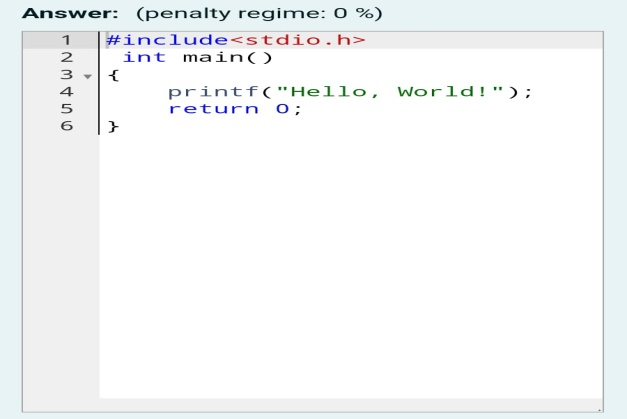 Answer: (penalty regime: 0 %)
1 #include<stdio.h>
2  int main()
3 {
4     printf("Hello, World!");
5     return 0;
6 }